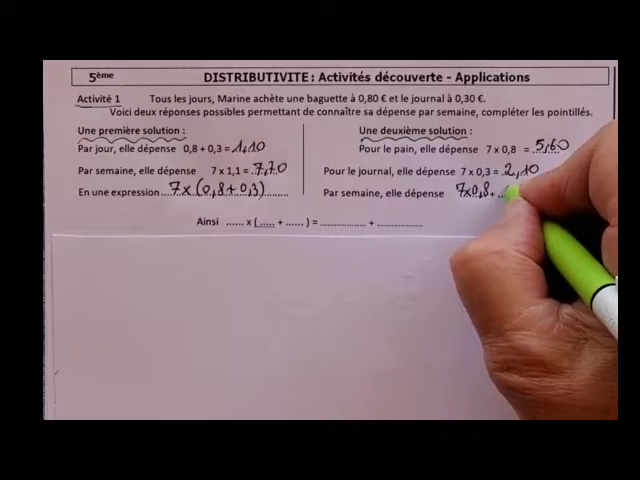 5ème DISTRIBUTIVITE : Activités découverte - Applications
Activité 1 Tous les jours, Marine achète une baguette à 0,80 € et le journal à 0,30 €.
Voici deux réponses possibles permettant de connaître sa dépense par semaine, compléter les pointillés.
Une première solution :
Par jour, elle dépense 0,8 + 0,3 = 1,10
Par semaine, elle dépense 7 x 1,1 = 7,70
En une expression 7x(0,8+0,3)
Une deuxième solution :
Pour le pain, elle dépense 7 x 0,8 = 5,60
Pour le journal, elle dépense 7 x 0,3 = 2,10
Par semaine, elle dépense 7x0,8 + ...
Ainsi ...... x ( ..... + ...... ) = ............... + ...............